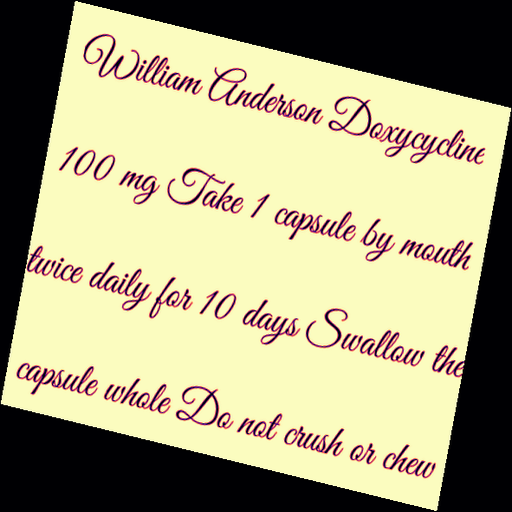 William Anderson Doxycycline
100 mg Take 1 capsule by mouth
twice daily for 10 days Swallow the
capsule whole Do not crush or chew